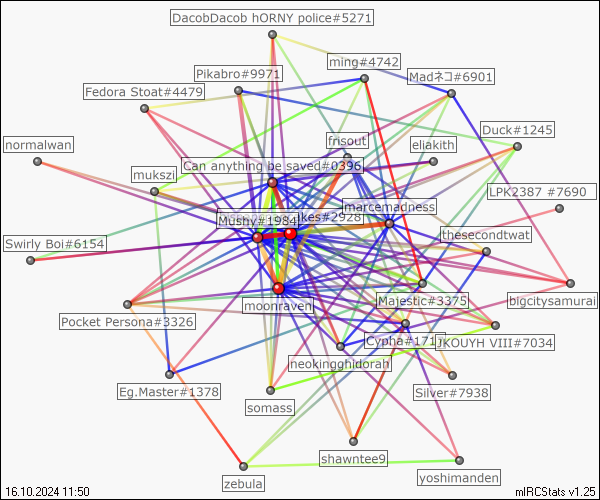 DacobDacob hORNY police#5271
ming#4742
Pikabro#9971
Madネコ#6901
Fedora Stoat#4479
Duck#1245
frisout
normalwan
eliakith
Can anything be saved#0396
mukszi
LPK2387 #7690
marcemadness
Mushy#1984
kes#2928
thesecondtwat
Swirly Boi#6154
Majestic#3375
bigcitysamurai
moonraven
Pocket Persona#3326
Cypha#171
JKOUYH VIII#7034
neokingghidorah
Eg.Master#1378
Silver#7938
somass
shawntee9
zebula
yoshimanden
16.10.2024 11:50
mIRCStats v1.25